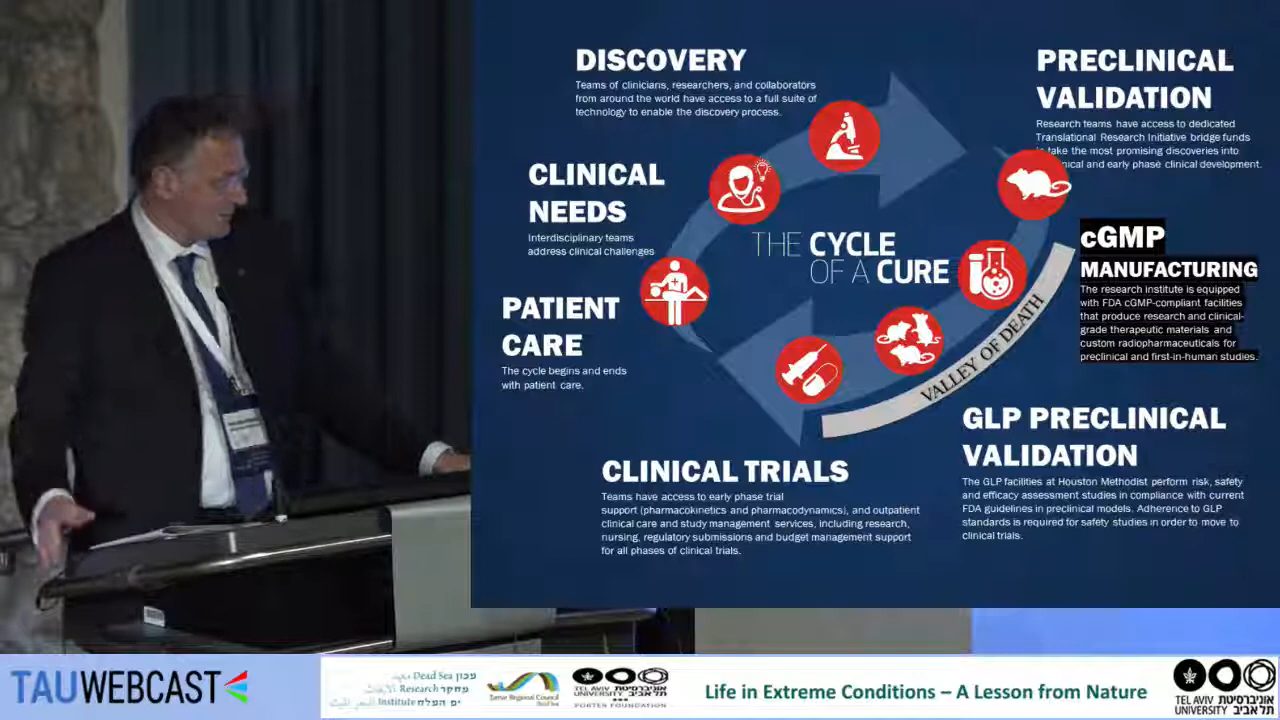 DISCOVERY
Teams of clinicians, researchers, and collaborators
from around the world have access to a full suite of
technology to enable the discovery process.
PRECLINICAL
VALIDATION
Research teams have access to dedicated
Translational Research Initiative bridge funds
take the most promising discoveries into
and early phase clinical development.
CLINICAL
NEEDS
Interdisciplinary teams
address clinical challenges
THE CYCLE
OF A CURE
cGMP
MANUFACTURING
The research institute is equipped
with FDA cGMP-compliant facilities
that produce research and clinical-
grade therapeutic materials and
custom radiopharmaceuticals for
preclinical and first-in-human studies.
PATIENT
CARE
The cycle begins and ends
with patient care.
VALLEY OF DEATH
GLP PRECLINICAL
VALIDATION
The GLP facilities at Houston Methodist perform risk, safety
and efficacy assessment studies in compliance with current
FDA guidelines in preclinical models. Adherence to GLP
standards is required for safety studies in order to move to
clinical trials.
CLINICAL TRIALS
Teams have access to early phase trial
support (pharmacokinetics and pharmacodynamics), and outpatient
clinical care and study management services, including research,
nursing, regulatory submissions and budget management support
for all phases of clinical trials.
TAUWEBCAST
Dead Sea מכון
Research מחקר
Institute ים המלח
Tamar Regional Council
TEL AVIV אוניברסיטת
UNIVERSITY תל אביב
PORTES FOUNDATION
Life in Extreme Conditions – A Lesson from Nature
TEL AVIV אוניברסיטת
UNIVERSITY תל אביב